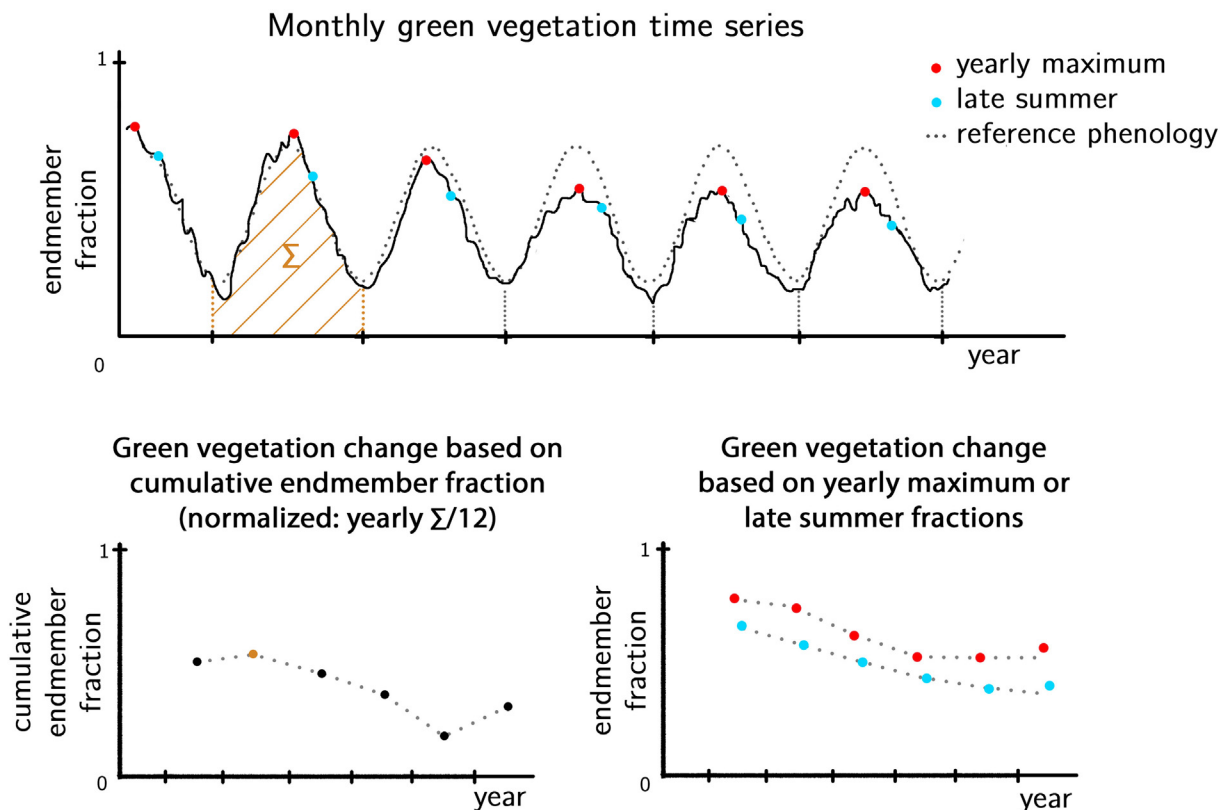 Monthly green vegetation time series
1
yearly maximum
late summer
reference phenology
endmember
fraction
Σ
0
year
Green vegetation change based on
cumulative endmember fraction
(normalized: yearly Σ/12)
1
cumulative
endmember
fraction
0
year
Green vegetation change
based on yearly maximum or
late summer fractions
1
endmember
fraction
0
year